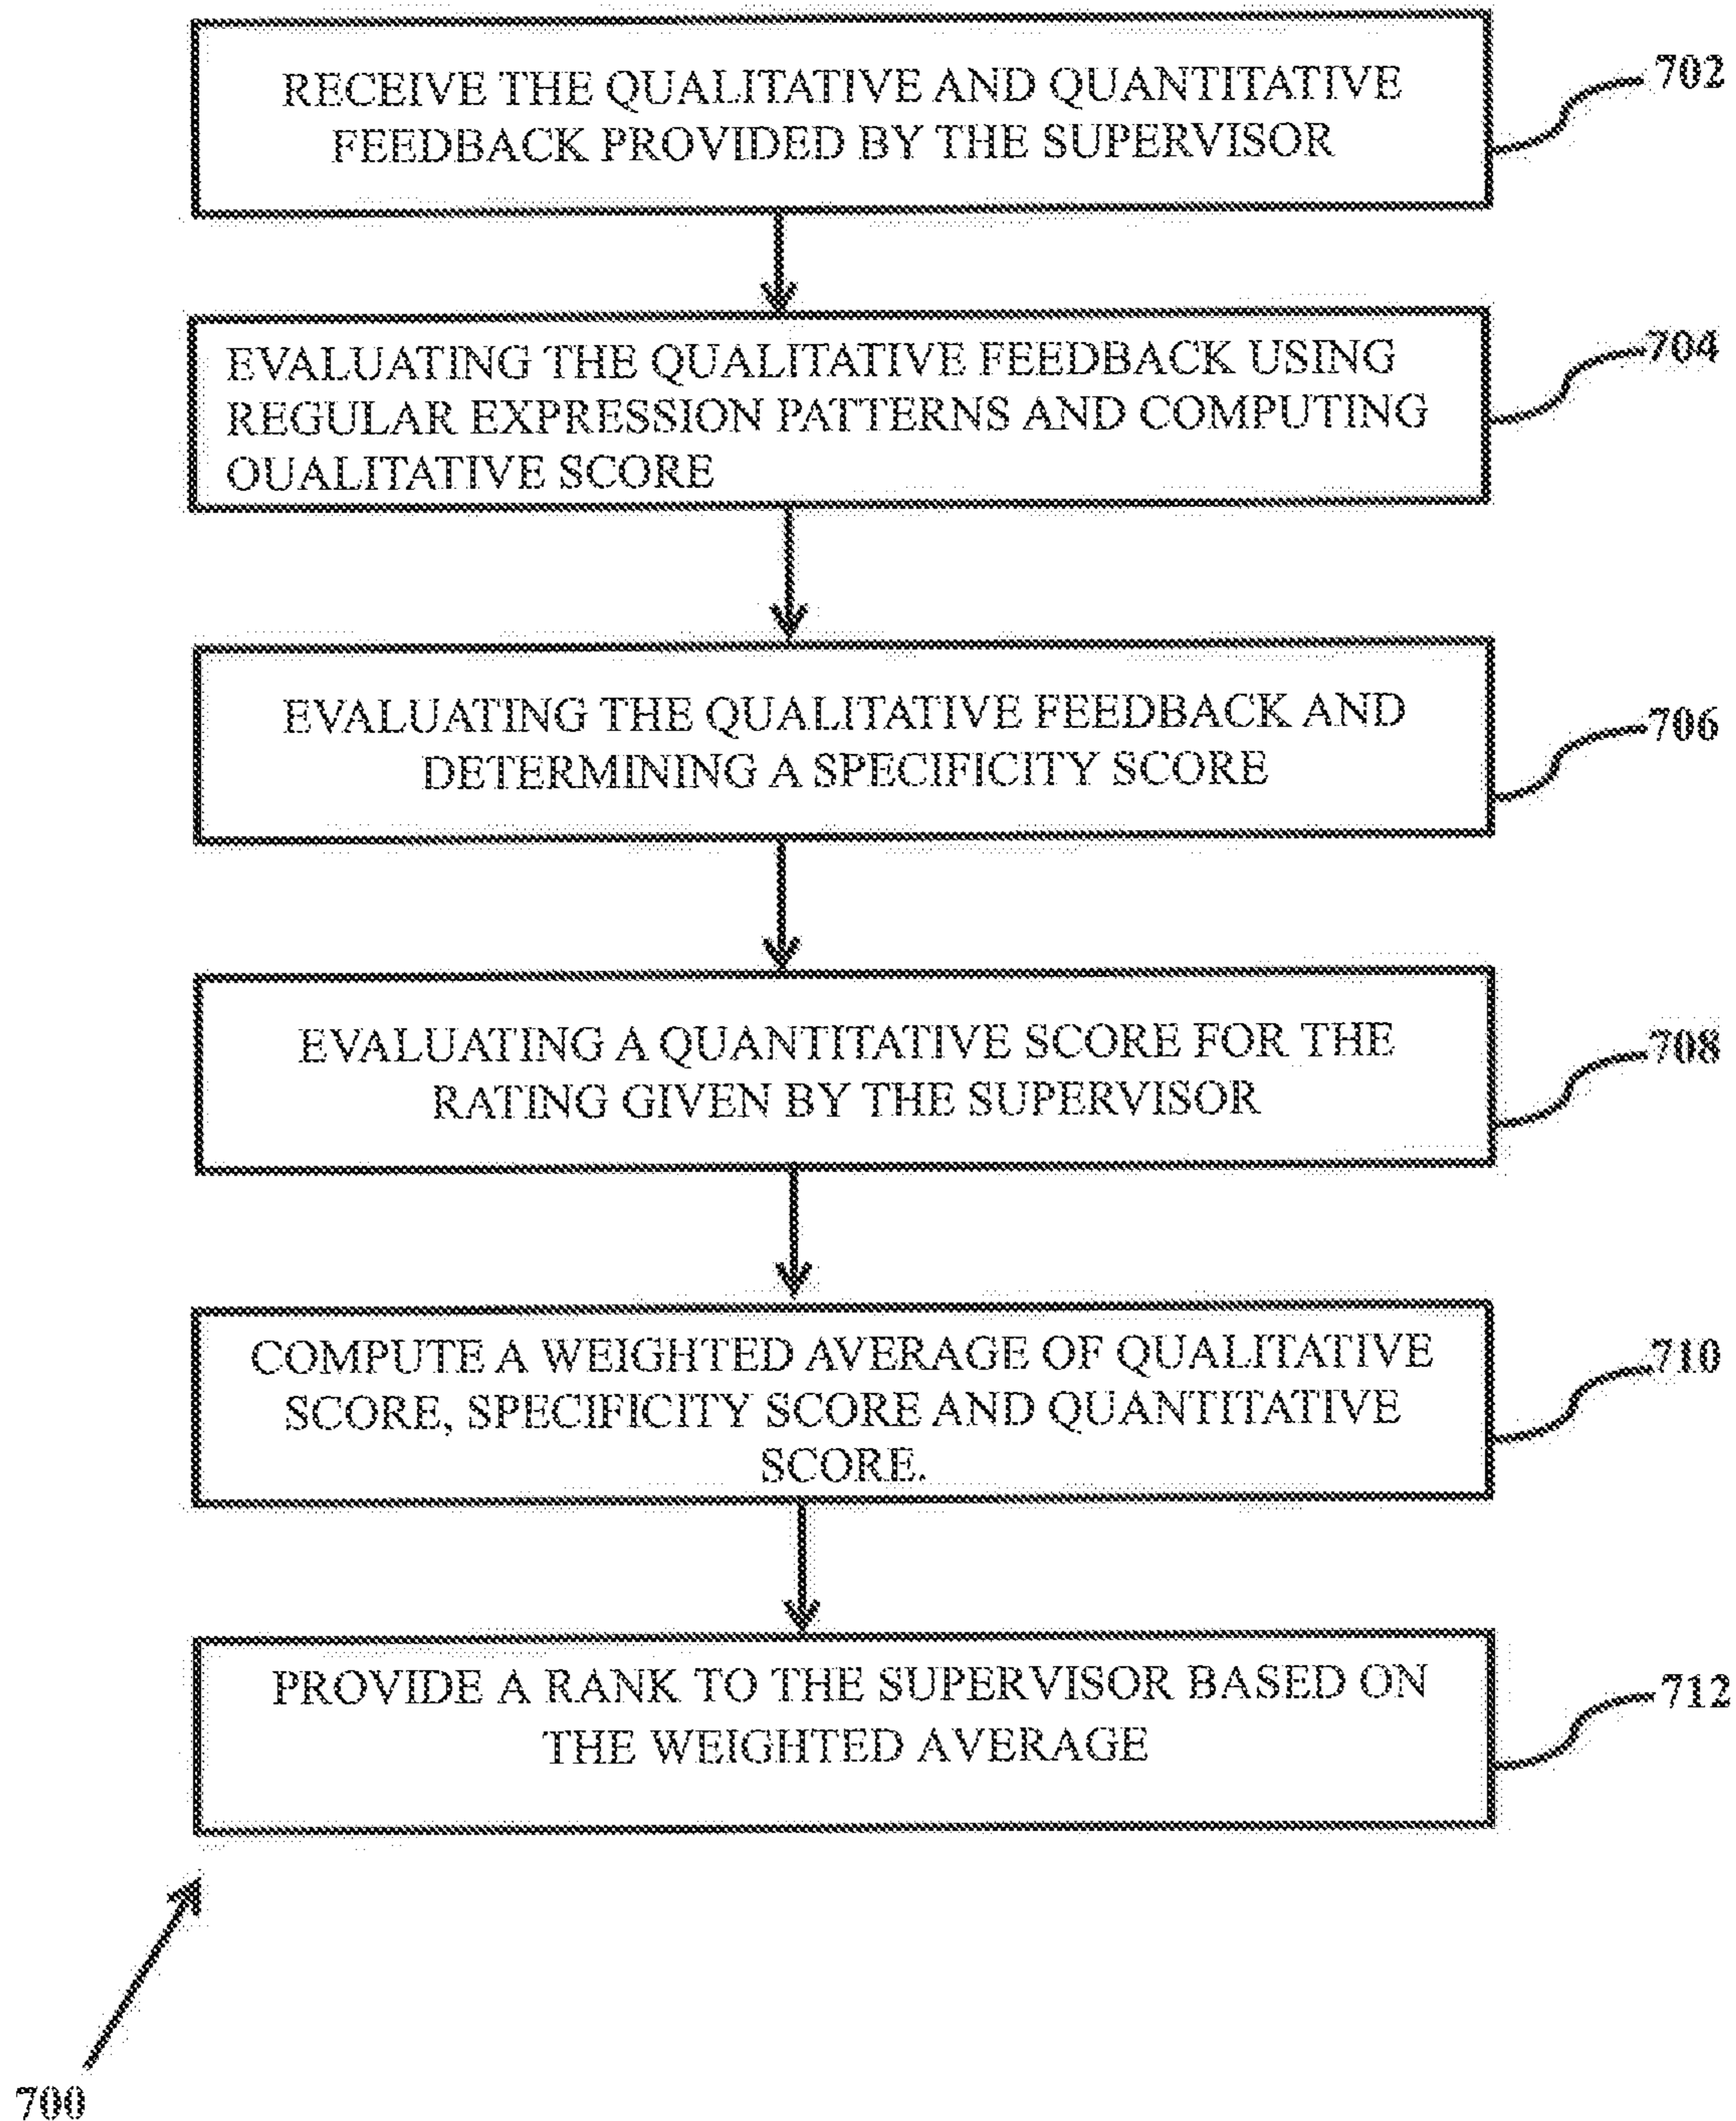 RECEIVE THE QUALITATIVE AND QUANTITATIVE
FEEDBACK PROVIDED BY THE SUPERVISOR
702
EVALUATING THE QUALITATIVE FEEDBACK USING
REGULAR EXPRESSION PATTERNS AND COMPUTING
QUALITATIVE SCORE
704
EVALUATING THE QUALITATIVE FEEDBACK AND
DETERMINING A SPECIFICITY SCORE
706
EVALUATING A QUANTITATIVE SCORE FOR THE
RATING GIVEN BY THE SUPERVISOR
708
COMPUTE A WEIGHTED AVERAGE OF QUALITATIVE
SCORE, SPECIFICITY SCORE AND QUANTITATIVE
SCORE.
710
PROVIDE A RANK TO THE SUPERVISOR BASED ON
THE WEIGHTED AVERAGE
712
700